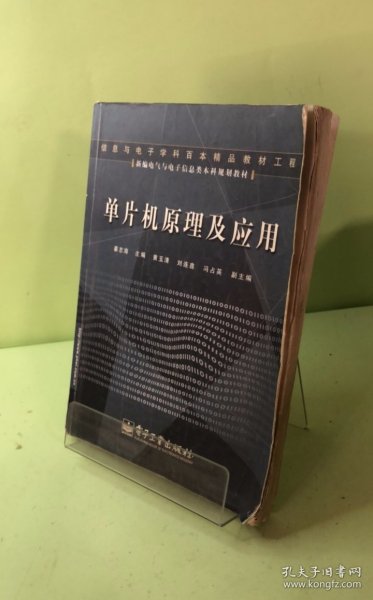 信息与电子学科百本精品教材工程
【新编电气与电子信息类本科规划教材】
单片机原理及应用
姜志海 主编 黄玉清 刘连鑫 冯占英 副主编
电子工业出版社
孔夫子旧书网
www.kongfz.com